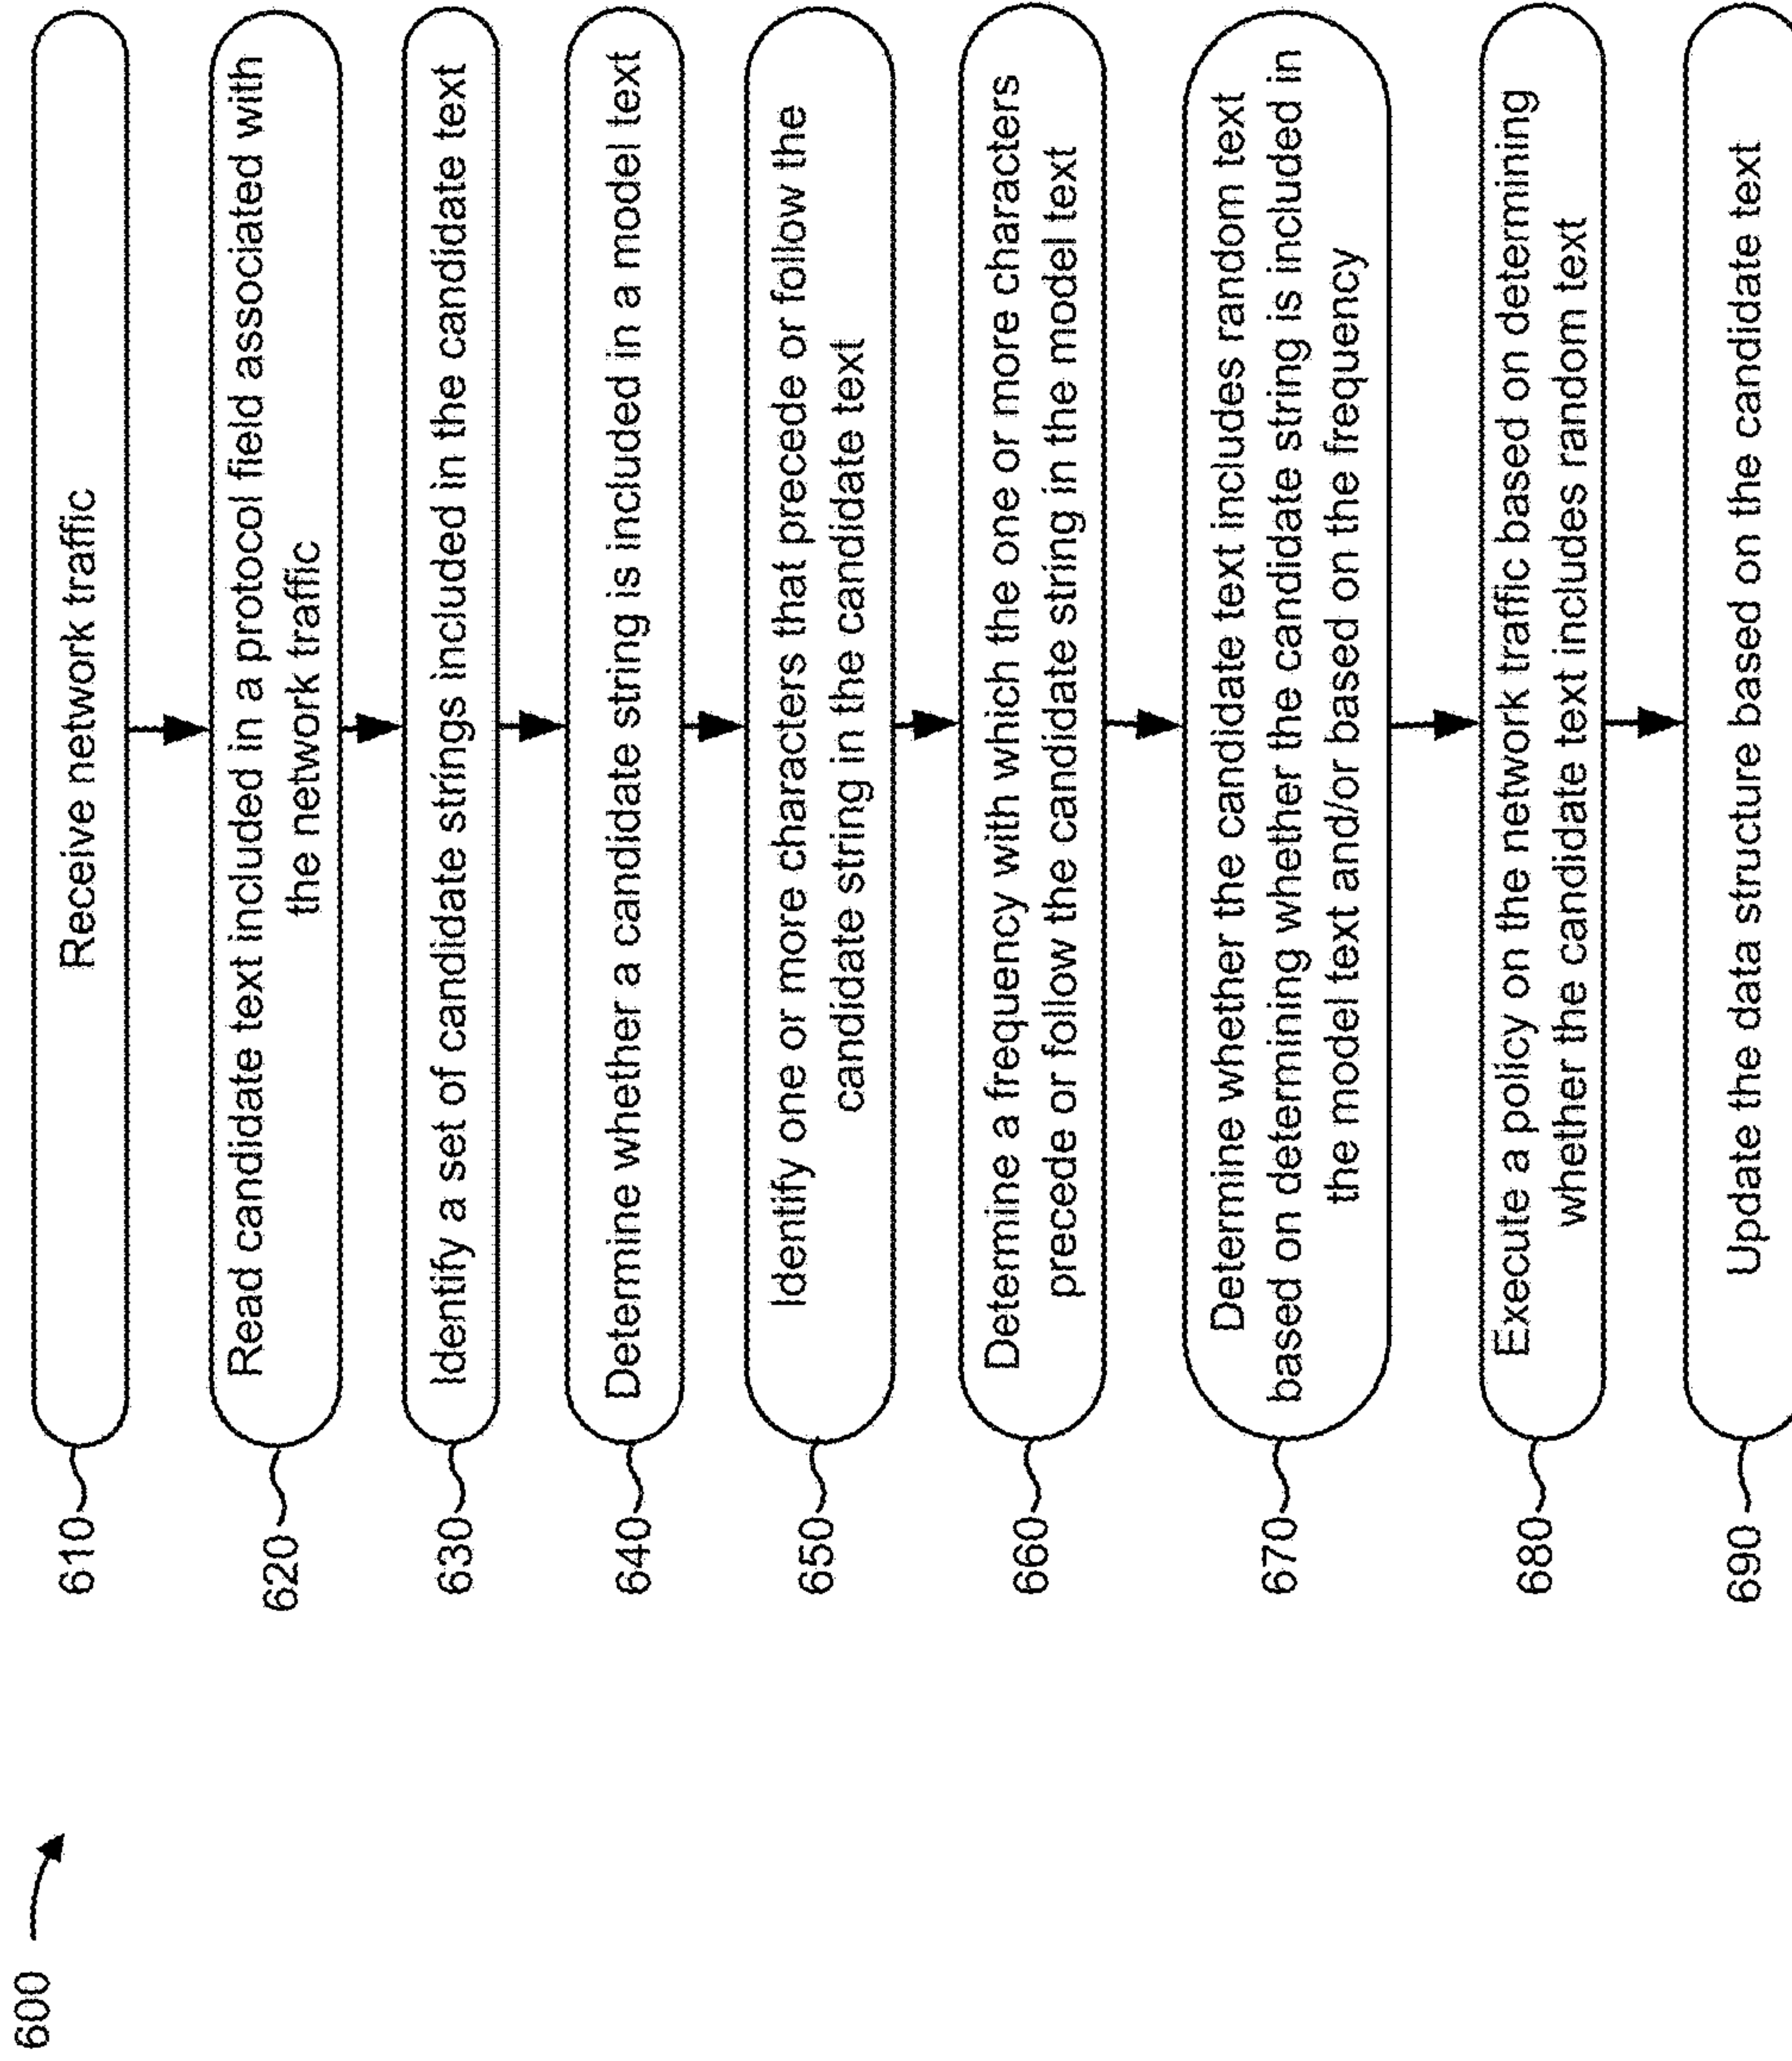 600
610
Receive network traffic
620
Read candidate text included in a protocol field associated with
the network traffic
630
Identify a set of candidate strings included in the candidate text
640
Determine whether a candidate string is included in a model text
650
Identify one or more characters that precede or follow the
candidate string in the candidate text
660
Determine a frequency with which the one or more characters
precede or follow the candidate string in the model text
670
Determine whether the candidate text includes random text
based on determining whether the candidate string is included in
the model text and/or based on the frequency
680
Execute a policy on the network traffic based on determining
whether the candidate text includes random text
690
Update the data structure based on the candidate text